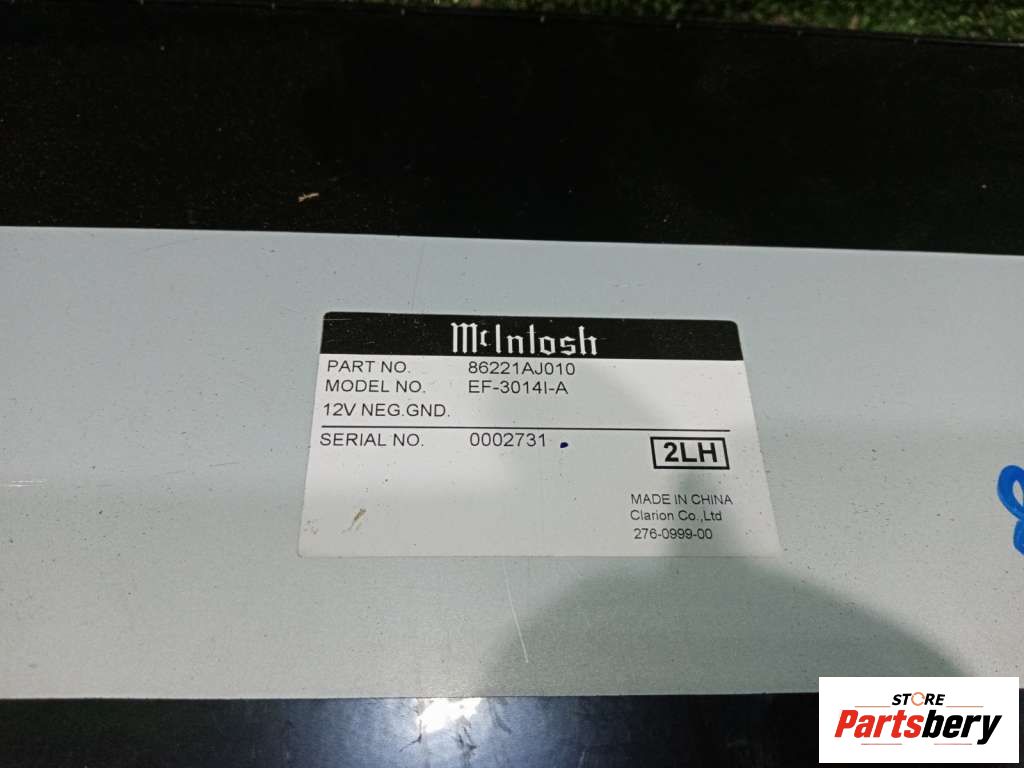 McIntosh
PART NO. 86221AJ010
MODEL NO. EF-3014I-A
12V NEG.GND.
SERIAL NO. 0002731
2LH
MADE IN CHINA
Clarion Co.,Ltd
276-0999-00
STORE
Partsbery